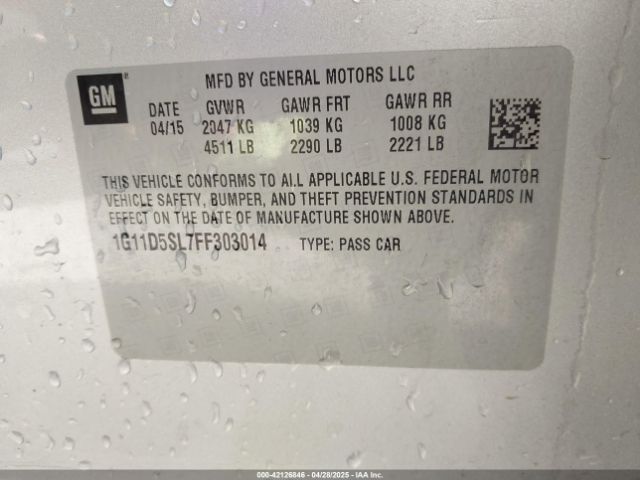 GM
MFD BY GENERAL MOTORS LLC
DATE GVWR GAWR FRT GAWR RR
04/15 2047 KG 1039 KG 1008 KG
4511 LB 2290 LB 2221 LB
THIS VEHICLE CONFORMS TO ALL APPLICABLE U.S. FEDERAL MOTOR
VEHICLE SAFETY, BUMPER, AND THEFT PREVENTION STANDARDS IN
EFFECT ON THE DATE OF MANUFACTURE SHOWN ABOVE.
1G11D5SL7FF303014 TYPE: PASS CAR
000-42126846 - 04/28/2025 - IAAI.com